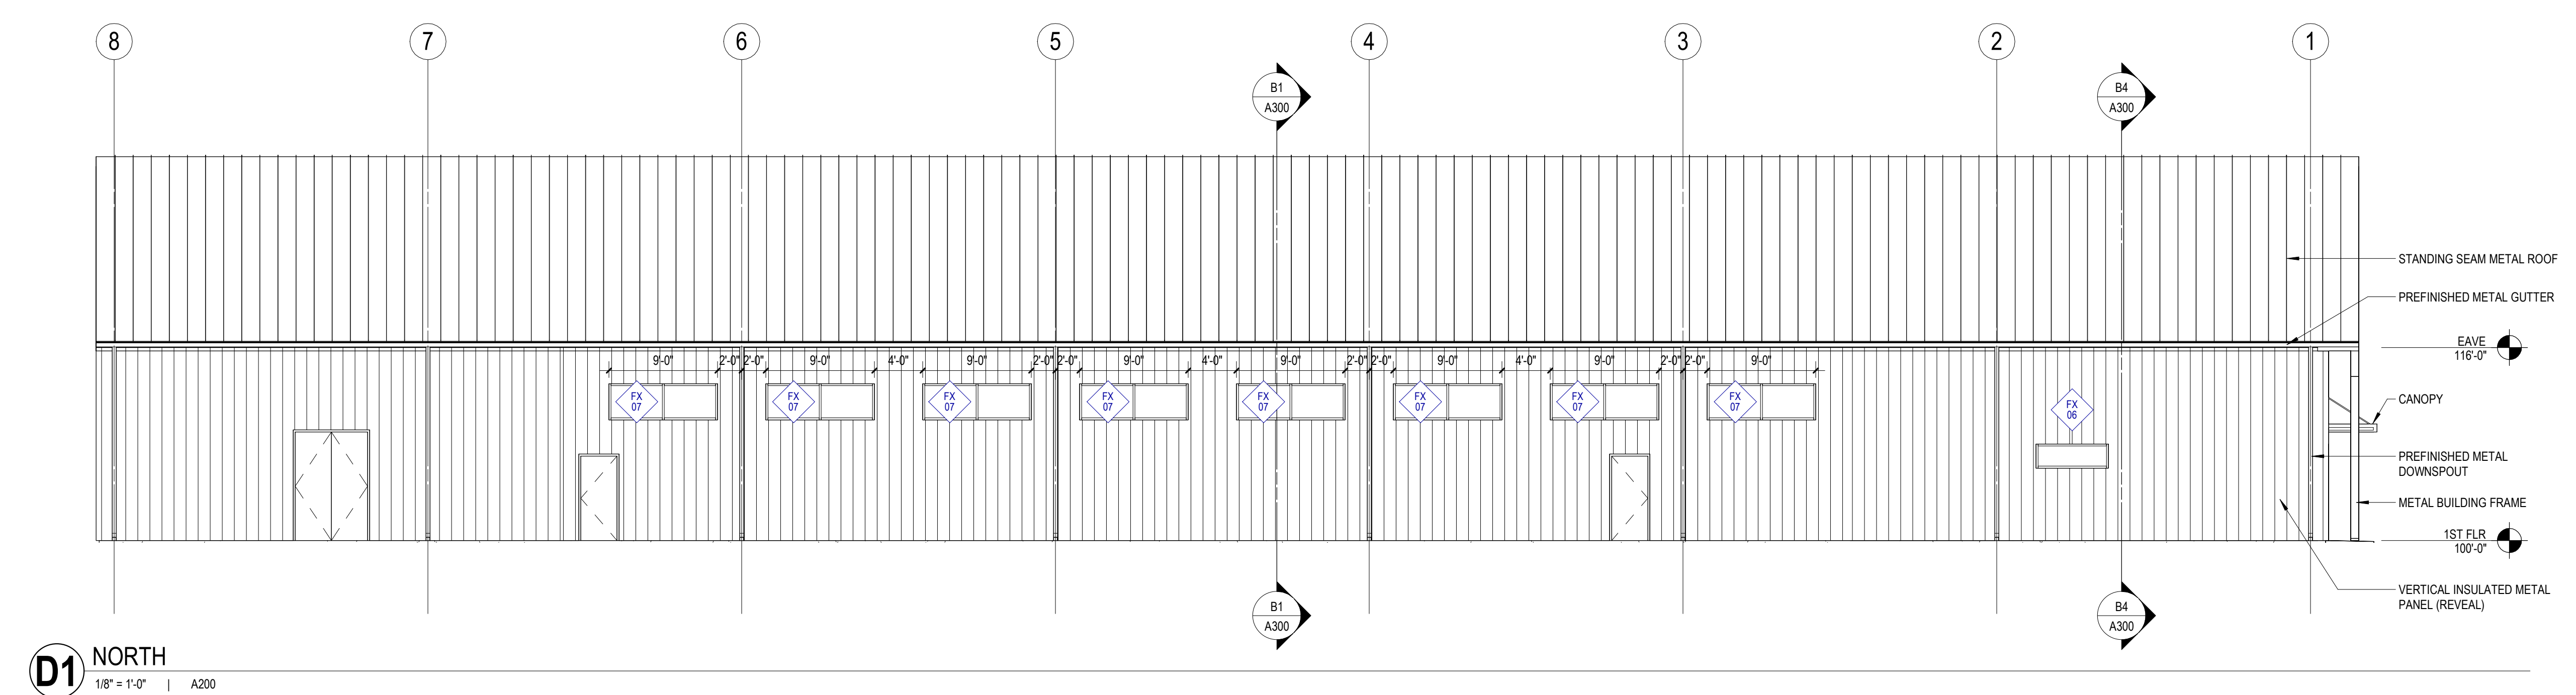 8 7 6 5 4 3 2 1
B1
A300
B4
A300
STANDING SEAM METAL ROOF
PREFINISHED METAL GUTTER
EAVE
116'-0"
9'-0" 2'-0" 2'-0" 9'-0" 4'-0" 9'-0" 2'-0" 2'-0" 9'-0" 4'-0" 9'-0" 2'-0" 2'-0" 9'-0" 4'-0" 9'-0" 2'-0" 2'-0" 9'-0"
FX
07
FX
07
FX
07
FX
07
FX
07
FX
07
FX
07
FX
07
FX
06
CANOPY
PREFINISHED METAL
DOWNSPOUT
METAL BUILDING FRAME
1ST FLR
100'-0"
VERTICAL INSULATED METAL
PANEL (REVEAL)
B1
A300
B4
A300
D1 NORTH
1/8" = 1'-0" | A200